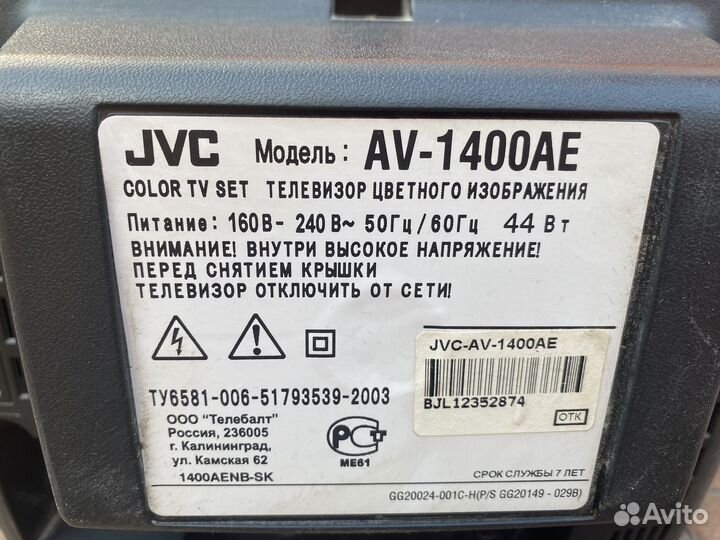 JVC Модель: AV-1400AE
COLOR TV SET ТЕЛЕВИЗОР ЦВЕТНОГО ИЗОБРАЖЕНИЯ
Питание: 160В- 240В~ 50Гц/60Гц 44 Вт
ВНИМАНИЕ! ВНУТРИ ВЫСОКОЕ НАПРЯЖЕНИЕ!
ПЕРЕД СНЯТИЕМ КРЫШКИ
ТЕЛЕВИЗОР ОТКЛЮЧИТЬ ОТ СЕТИ!
JVC-AV-1400AE
BJL12352874
ОТК
ТУ6581-006-51793539-2003
ООО "Телебалт"
Россия, 236005
г. Калининград,
ул. Камская 62
1400AENB-SK
РСТ
МЕ61
СРОК СЛУЖБЫ 7 ЛЕТ
GG20024-001C-H(P/S GG20149 - 029B)
Avito